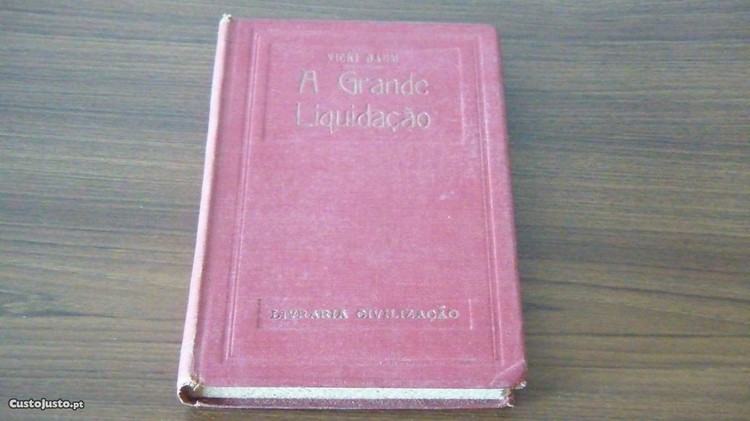 VICKI BAUM
A Grande
Liquidação
LIVRARIA CIVILIZAÇÃO
CustoJusto.pt